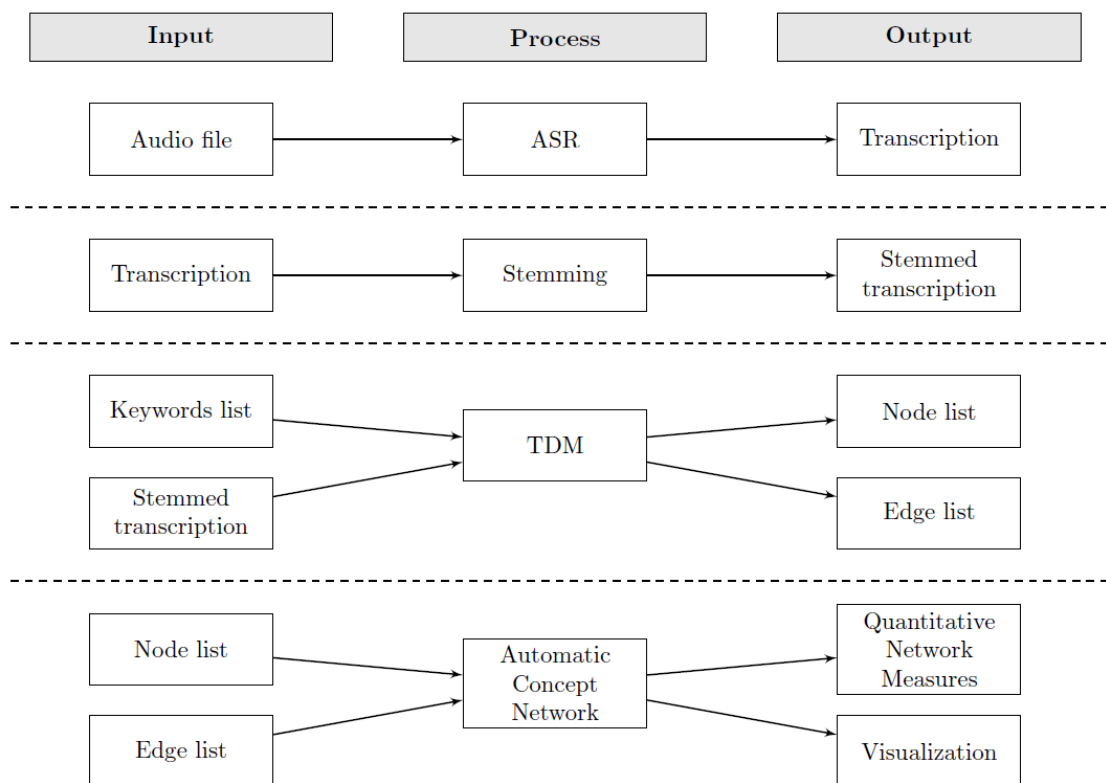 Input
Process
Output
Audio file
ASR
Transcription
Transcription
Stemming
Stemmed
transcription
Keywords list
Stemmed
transcription
TDM
Node list
Edge list
Node list
Edge list
Automatic
Concept
Network
Quantitative
Network
Measures
Visualization